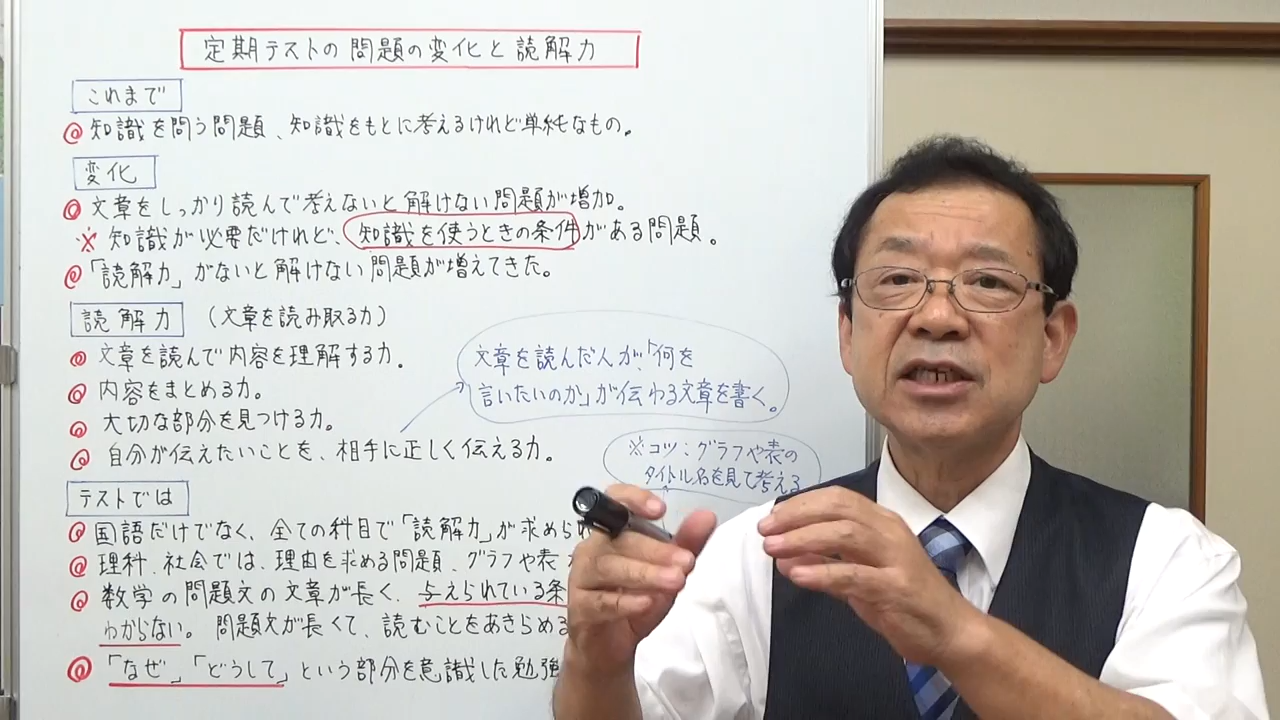 定期テストの問題の変化と読解力
これまで
◎ 知識を問う問題、知識をもとに考えるけれど単純なもの。
変化
◎ 文章をしっかり読んで考えないと解けない問題が増加。
※ 知識が必要だけれど、知識を使うときの条件がある問題。
◎「読解力」がないと解けない問題が増えてきた。
読解力 (文章を読み取る力)
◎ 文章を読んで内容を理解する力。
◎ 内容をまとめる力。
◎ 大切な部分を見つける力。
◎ 自分が伝えたいことを、相手に正しく伝える力。
文章を読んだ人が、「何を
言いたいのか」が伝わる文章を書く。
※コツ:グラフや表の
タイトル名を見て考える
テストでは
◎ 国語だけでなく、全ての科目で「読解力」が求めら
◎ 理科、社会では、理由を求める問題、グラフや表
◎ 数学の問題文の文章が長く、与えられている条
わからない。問題文が長くて、読むことをあきらめる
◎「なぜ」「どうして」という部分を意識した勉強